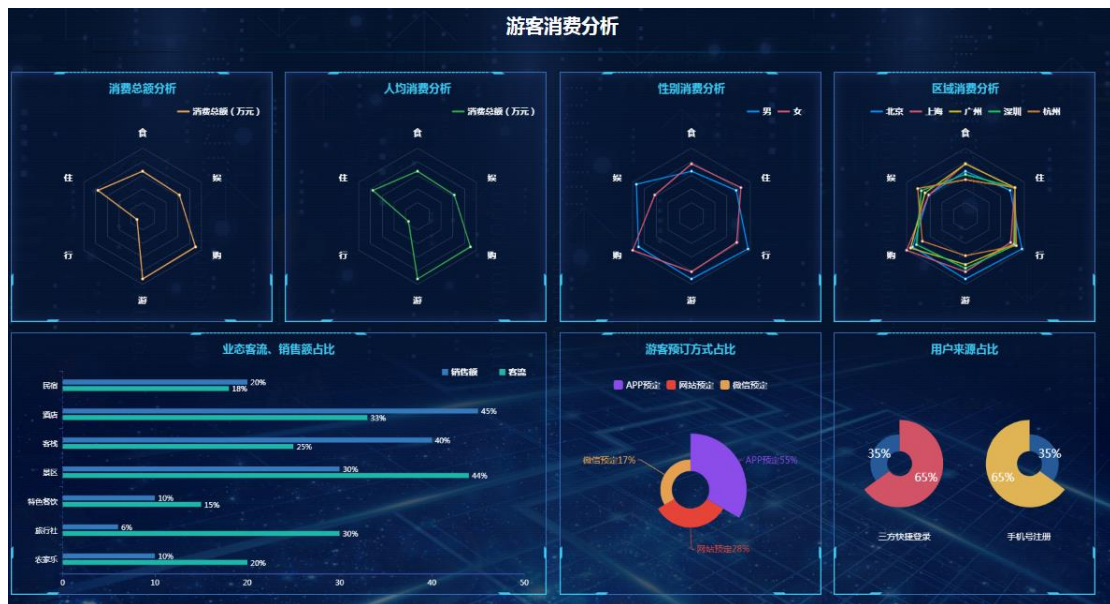 游客消费分析
消费总额分析
消费总额（万元）
食
住
娱
行
购
游
人均消费分析
消费总额（万元）
食
住
娱
行
购
游
性别消费分析
男 女
食
娱
住
购
行
游
区域消费分析
北京 上海 广州 深圳 杭州
食
娱
住
购
行
游
业态客流、销售额占比
销售额 客流
民宿
20%
18%
酒店
45%
33%
客栈
40%
25%
景区
30%
44%
特色餐饮
10%
15%
旅行社
6%
30%
农家乐
10%
20%
0 10 20 30 40 50
游客预订方式占比
APP预定 网站预定 微信预定
微信预定17%
APP预定55%
网站预定28%
用户来源占比
35%
65%
35%
65%
三方快捷登录
手机号注册